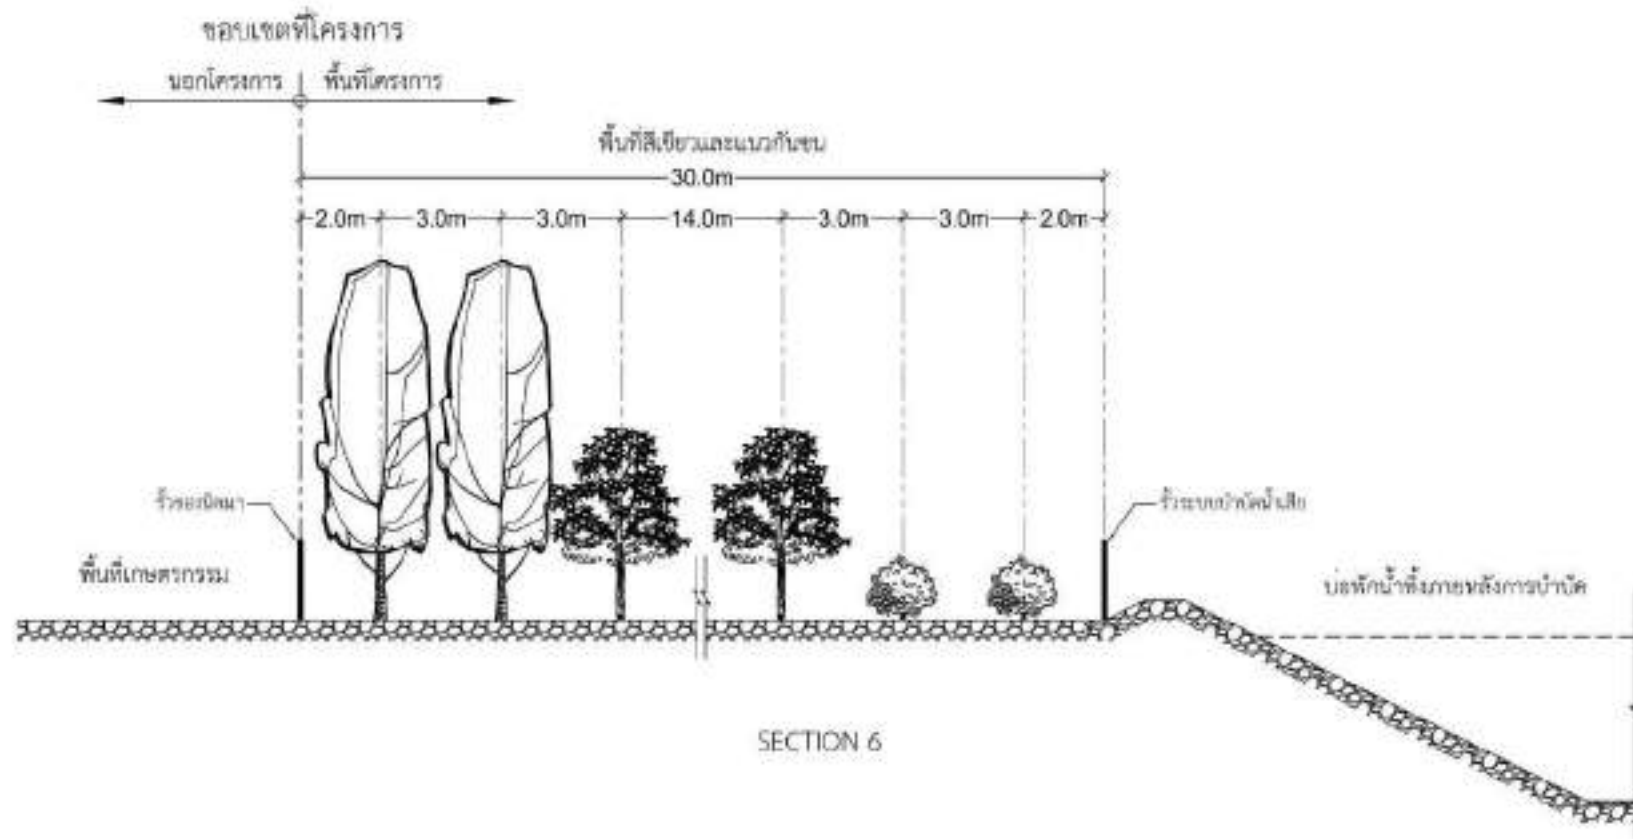 ขอบเขตที่โครงการ
นอกโครงการ พื้นที่โครงการ
พื้นที่สีเขียวและแนวกันชน
30.0m
2.0m 3.0m 3.0m 14.0m 3.0m 3.0m 2.0m
รั้วของนิคมฯ
รั้วระบบบำบัดน้ำเสีย
พื้นที่เกษตรกรรม
บ่อพักน้ำทิ้งภายหลังการบำบัด
SECTION 6